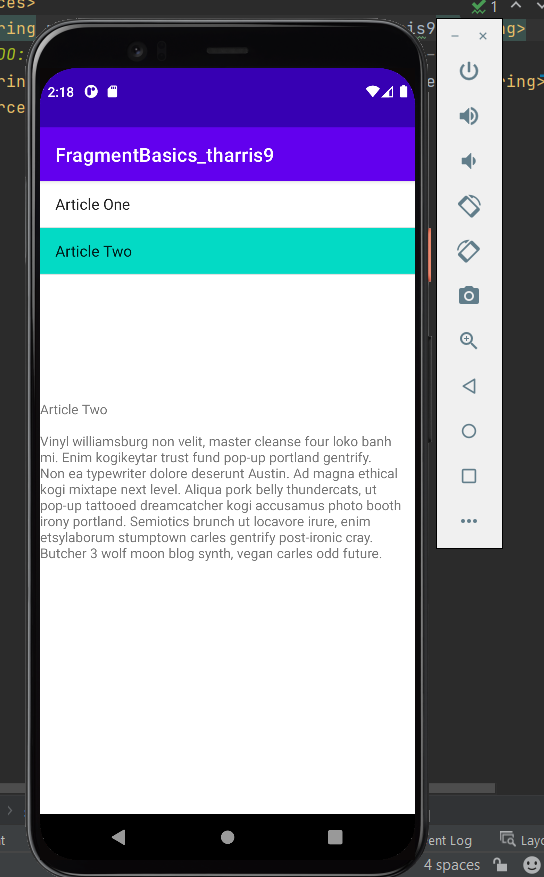 ces>
ring
is9
ng>
DO:
rin
e
ring>
rce
2:18
FragmentBasics_tharris9
Article One
Article Two
Article Two
Vinyl williamsburg non velit, master cleanse four loko banh
mi. Enim kogikeytar trust fund pop-up portland gentrify.
Non ea typewriter dolore deserunt Austin. Ad magna ethical
kogi mixtape next level. Aliqua pork belly thundercats, ut
pop-up tattooed dreamcatcher kogi accusamus photo booth
irony portland. Semiotics brunch ut locavore irure, enim
etsylaborum stumptown carles gentrify post-ironic cray.
Butcher 3 wolf moon blog synth, vegan carles odd future.
1
t
ent Log
Layo
4 spaces